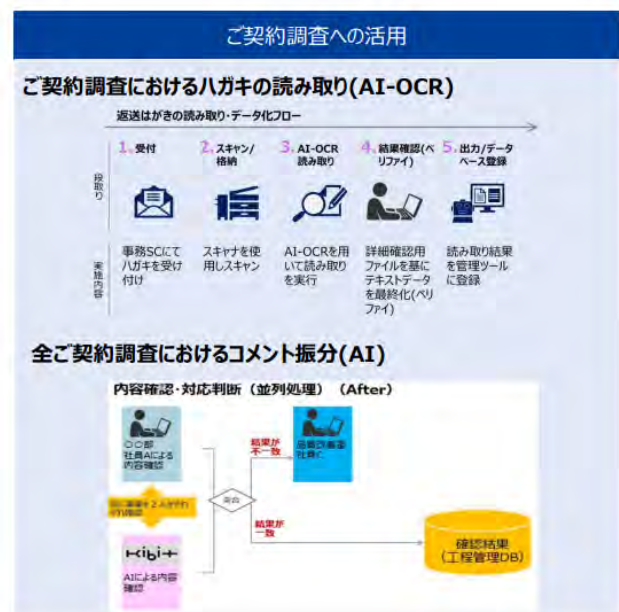 ご契約調査への活用
ご契約調査におけるハガキの読み取り(AI-OCR)
返送はがきの読み取り・データ化フロー
段取り
1. 受付
2. スキャン/
格納
3. AI-OCR
読み取り
4. 結果確認(ベ
リファイ)
5. 出力/データ
ベース登録
実施内容
事務SCにて
ハガキを受け
付け
スキャナを使
用しスキャン
AI-OCRを用
いて読み取り
を実行
詳細確認用
ファイルを基に
テキストデータ
を最終化(ベリ
ファイ)
読み取り結果
を管理ツール
に登録
全ご契約調査におけるコメント振分(AI)
内容確認・対応判断（並列処理）（After）
〇〇部
社員Aによる
内容確認
結果が
不一致
社員C
結果が
一致
KIBIT
AIによる内容
確認
確認結果
（工程管理DB）